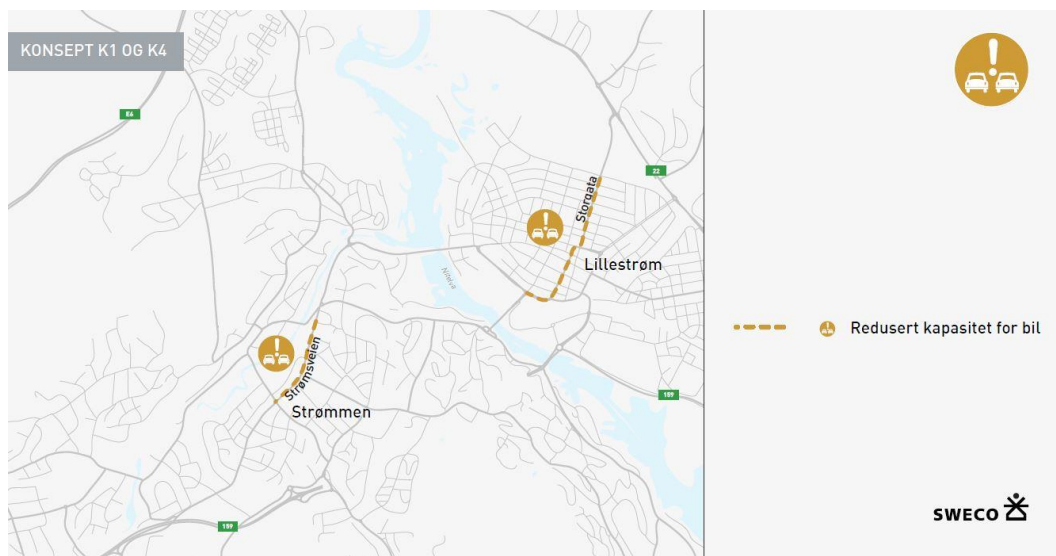 KONSEPT K1 OG K4
E6
22
Storgata
Lillestrøm
Nitelva
Redusert kapasitet for bil
Strømsveien
Strømmen
159
159
SWECO